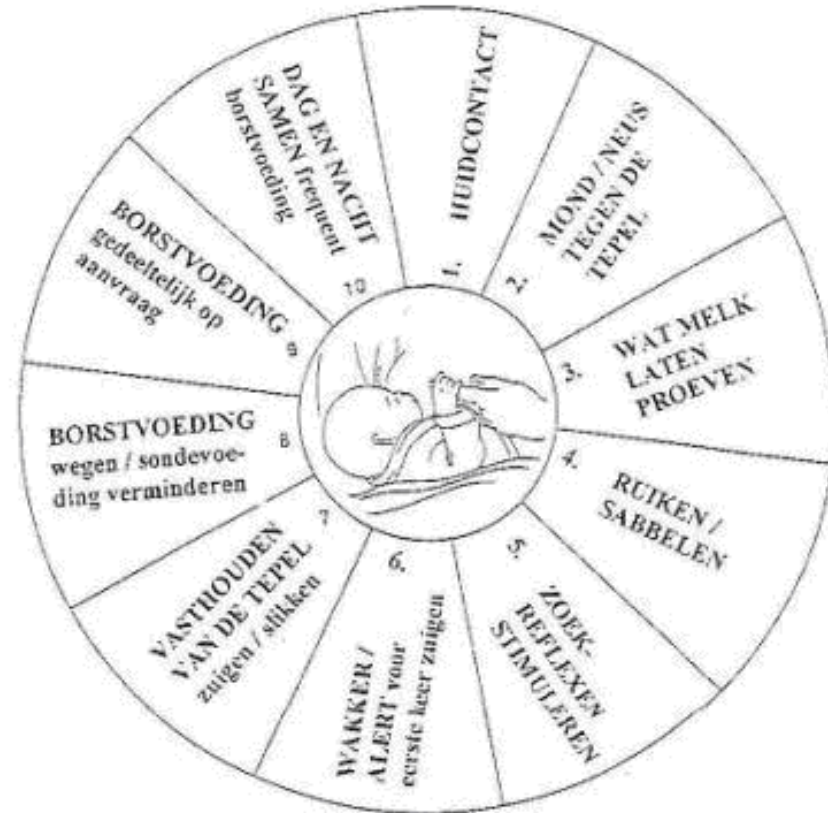 1.
HUIDCONTACT
2.
MOND / NEUS
TEGEN DE
TEPEL
3.
WAT MELK
LATEN
PROEVEN
4.
RUIKEN /
SABBELEN
5.
ZOEK-
REFLEXEN
STIMULEREN
6.
WAKKER /
ALERT voor
eerste keer zuigen
7
VASTHOUDEN
VAN DE TEPEL
zuigen / slikken
8
BORSTVOEDING
wegen / sondevoe-
ding verminderen
9
BORSTVOEDING
gedeeltelijk op
aanvraag
10
DAG EN NACHT
SAMEN frequent
borstvoeding